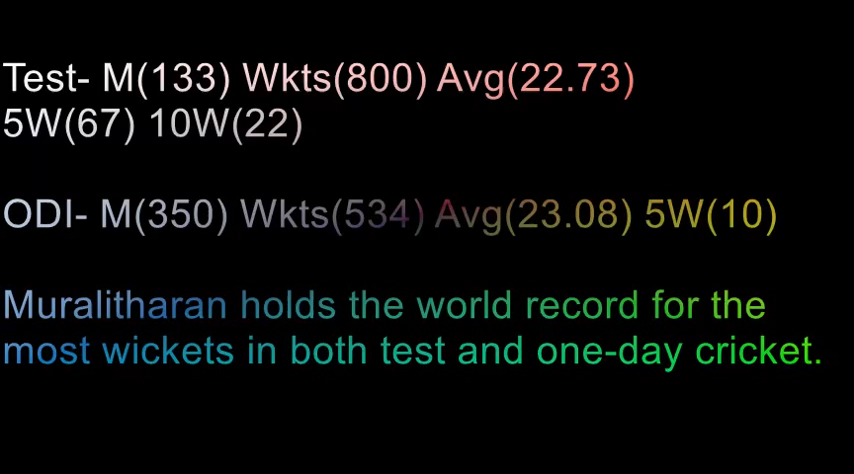 Test- M(133) Wkts(800) Avg(22.73)
5W(67) 10W(22)
ODI- M(350) Wkts(534) Avg(23.08) 5W(10)
Muralitharan holds the world record for the
most wickets in both test and one-day cricket.